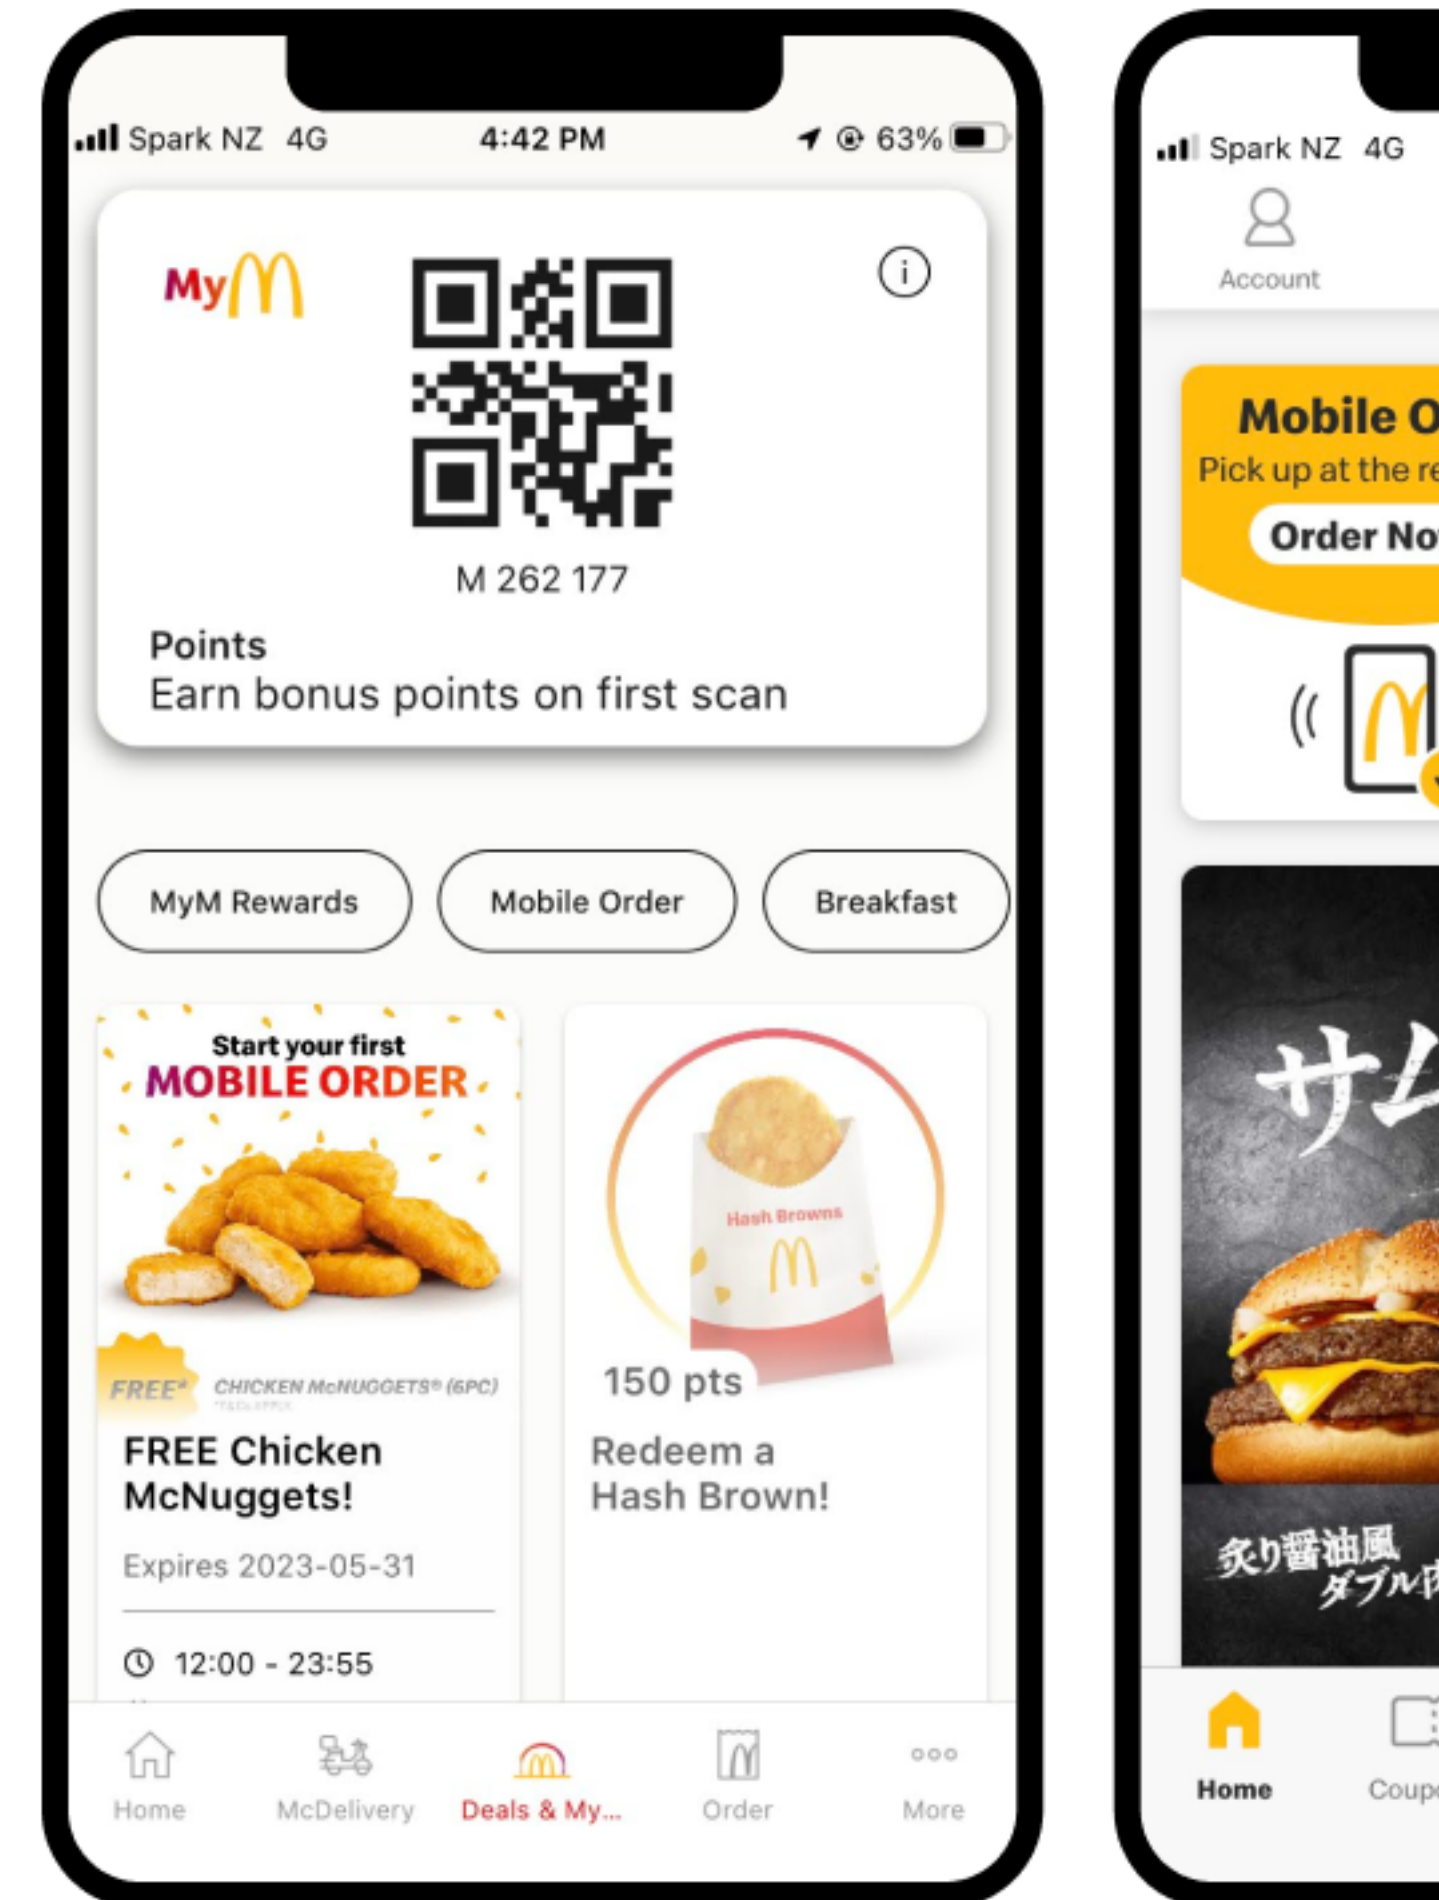 Spark NZ 4G 4:42 PM 63%
MyM
M 262 177
Points
Earn bonus points on first scan
MyM Rewards
Mobile Order
Breakfast
Start your first
MOBILE ORDER
FREE*
CHICKEN McNUGGETS® (6PC)
*T&Cs APPLY.
FREE Chicken
McNuggets!
Expires 2023-05-31
12:00 - 23:55
Hash Browns
150 pts
Redeem a
Hash Brown!
Home
McDelivery
Deals & My...
Order
More
Spark NZ 4G
Account
Mobile O
Pick up at the re
Order No
サム
炙り醤油風
ダブル肉
Home
Coupo